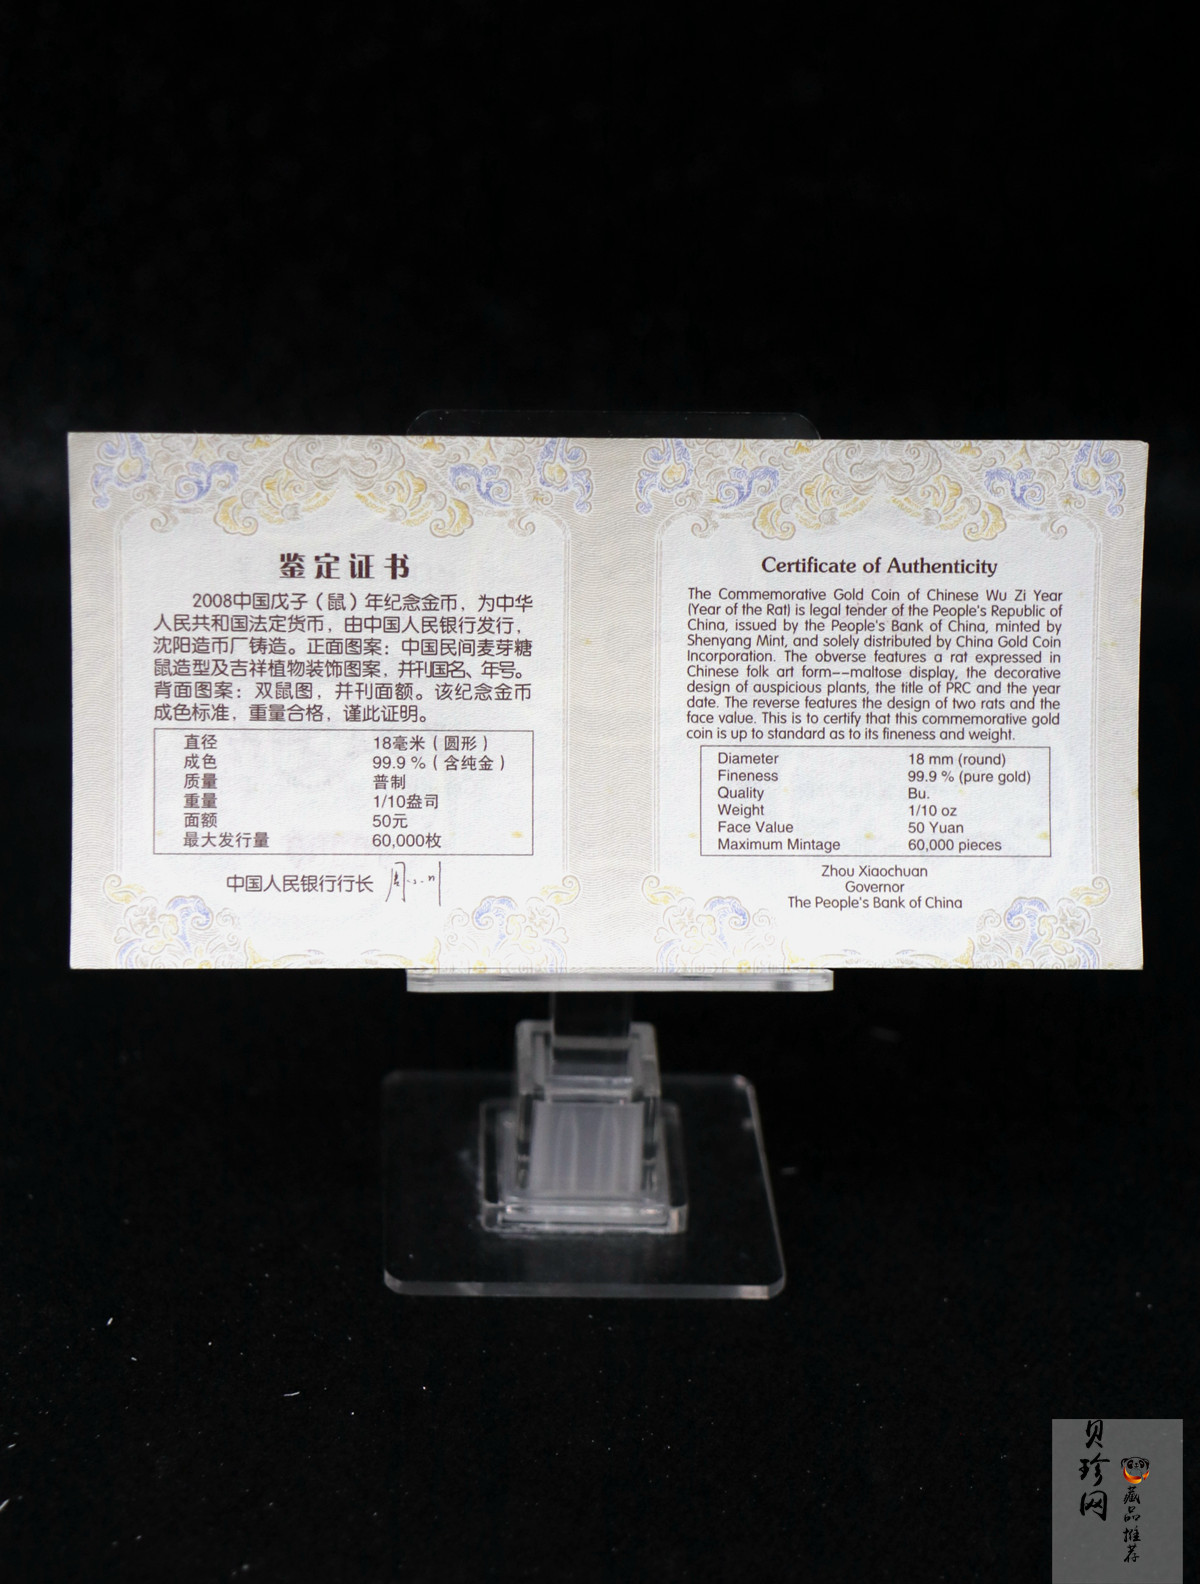 鉴定证书
2008中国戊子（鼠）年纪念金币，为中华
人民共和国法定货币，由中国人民银行发行，
沈阳造币厂铸造。正面图案：中国民间麦芽糖
鼠造型及吉祥植物装饰图案，并刊国名、年号。
背面图案：双鼠图，并刊面额。该纪念金币
成色标准，重量合格，谨此证明。
直径 18毫米（圆形）
成色 99.9 %（含纯金）
质量 普制
重量 1/10盎司
面额 50元
最大发行量 60,000枚
中国人民银行行长 周小川
Certificate of Authenticity
The Commemorative Gold Coin of Chinese Wu Zi Year
(Year of the Rat) is legal tender of the People's Republic of
China, issued by the People's Bank of China, minted by
Shenyang Mint, and solely distributed by China Gold Coin
Incorporation. The obverse features a rat expressed in
Chinese folk art form--maltose display, the decorative
design of auspicious plants, the title of PRC and the year
date. The reverse features the design of two rats and the
face value. This is to certify that this commemorative gold
coin is up to standard as to its fineness and weight.
Diameter 18 mm (round)
Fineness 99.9 % (pure gold)
Quality Bu.
Weight 1/10 oz
Face Value 50 Yuan
Maximum Mintage 60,000 pieces
Zhou Xiaochuan
Governor
The People's Bank of China
贝珍网
藏品推荐